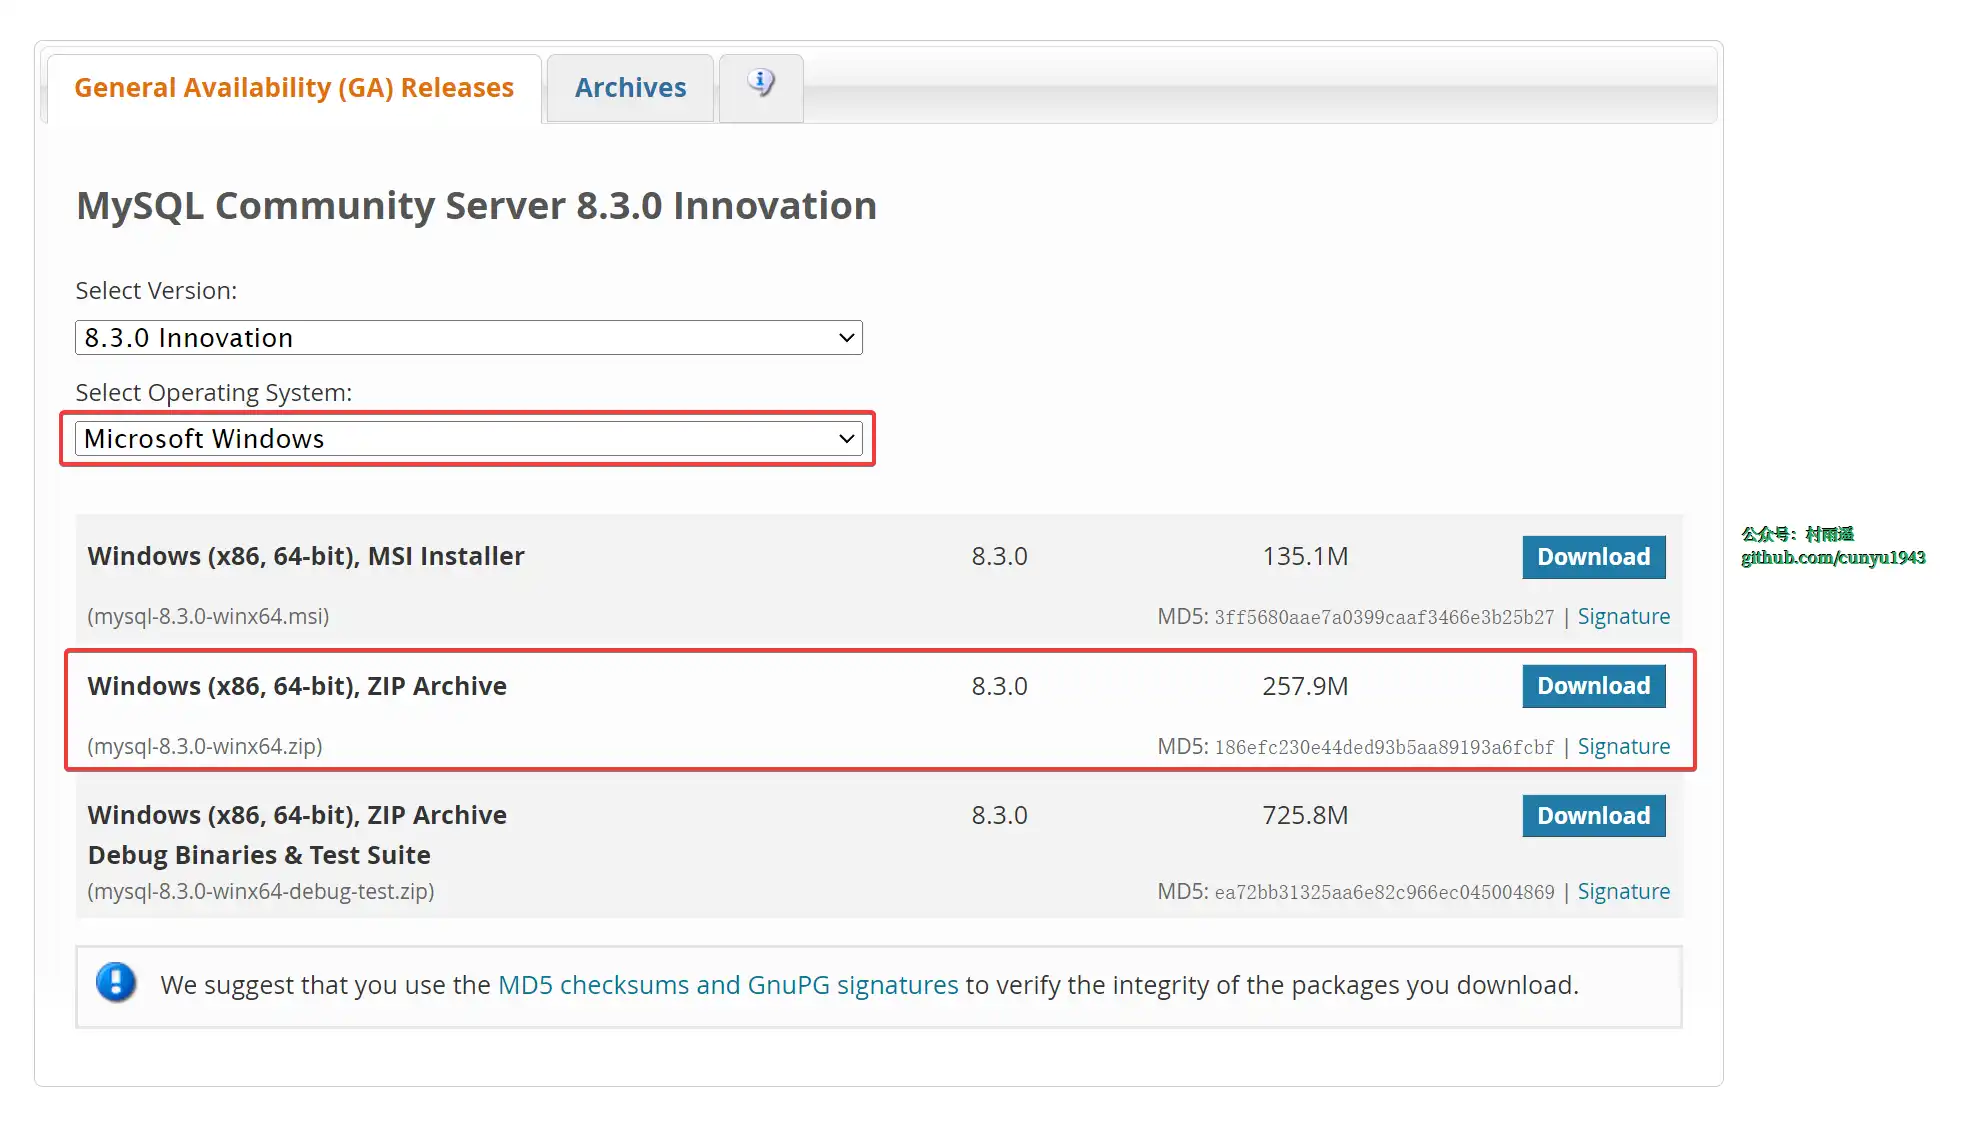 General Availability (GA) Releases
Archives
MySQL Community Server 8.3.0 Innovation
Select Version:
8.3.0 Innovation
Select Operating System:
Microsoft Windows
Windows (x86, 64-bit), MSI Installer 8.3.0 135.1M Download
(mysql-8.3.0-winx64.msi) MD5: 3ff5680aae7a0399caaf3466e3b25b27 | Signature
Windows (x86, 64-bit), ZIP Archive 8.3.0 257.9M Download
(mysql-8.3.0-winx64.zip) MD5: 186efc230e44ded93b5aa89193a6fcbf | Signature
Windows (x86, 64-bit), ZIP Archive 8.3.0 725.8M Download
Debug Binaries & Test Suite
(mysql-8.3.0-winx64-debug-test.zip) MD5: ea72bb31325aa6e82c966ec045004869 | Signature
We suggest that you use the MD5 checksums and GnuPG signatures to verify the integrity of the packages you download.
公众号：村雨遥
github.com/cunyu1943